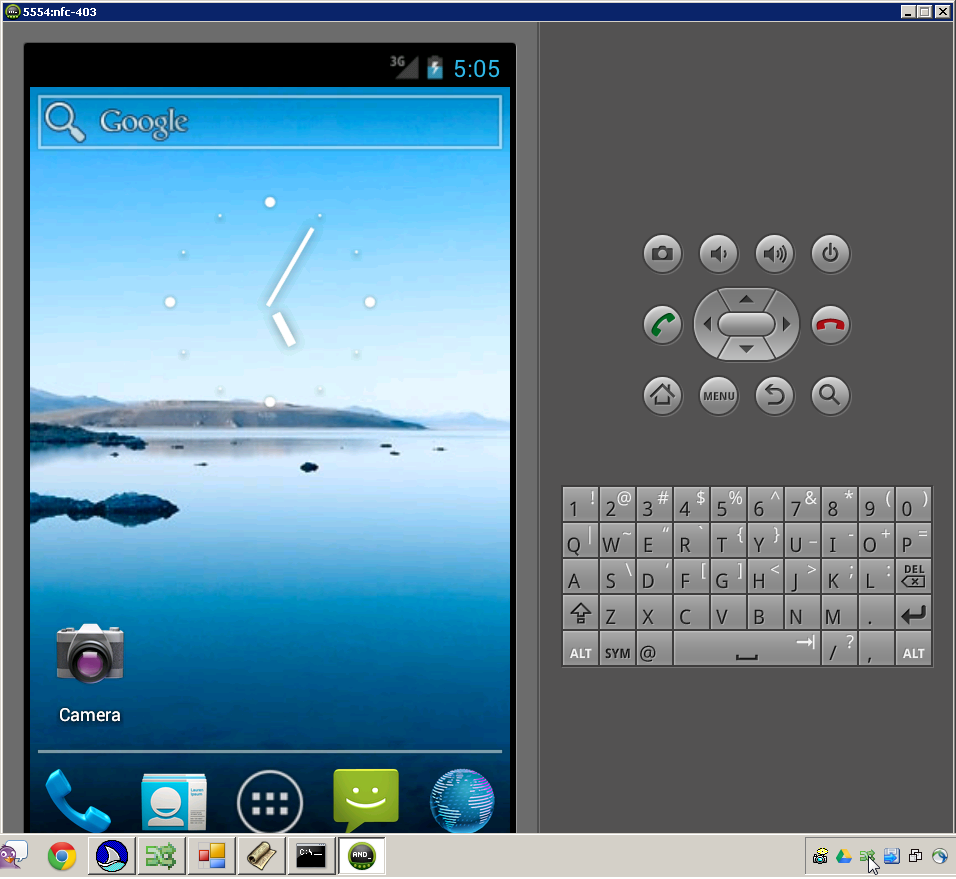 5554:nfc-403
3G 5:05
Google
Camera
MENU
1 ! 2 @ 3 # 4 $ 5 % 6 ^ 7 & 8 * 9 ( 0 )
Q | W ~ E “ R ` T { Y } U _ I - O + P =
A S \ D ‘ F [ G ] H < J > K ; L : DEL
Z X C V B N M .
ALT SYM @ / ? , ALT
C:\_
AND_